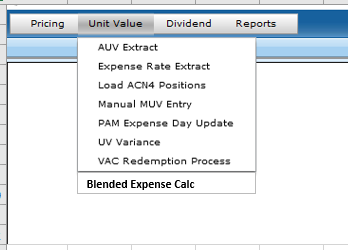 Pricing Unit Value Dividend Reports
AUV Extract
Expense Rate Extract
Load ACN4 Positions
Manual MUV Entry
PAM Expense Day Update
UV Variance
VAC Redemption Process
Blended Expense Calc